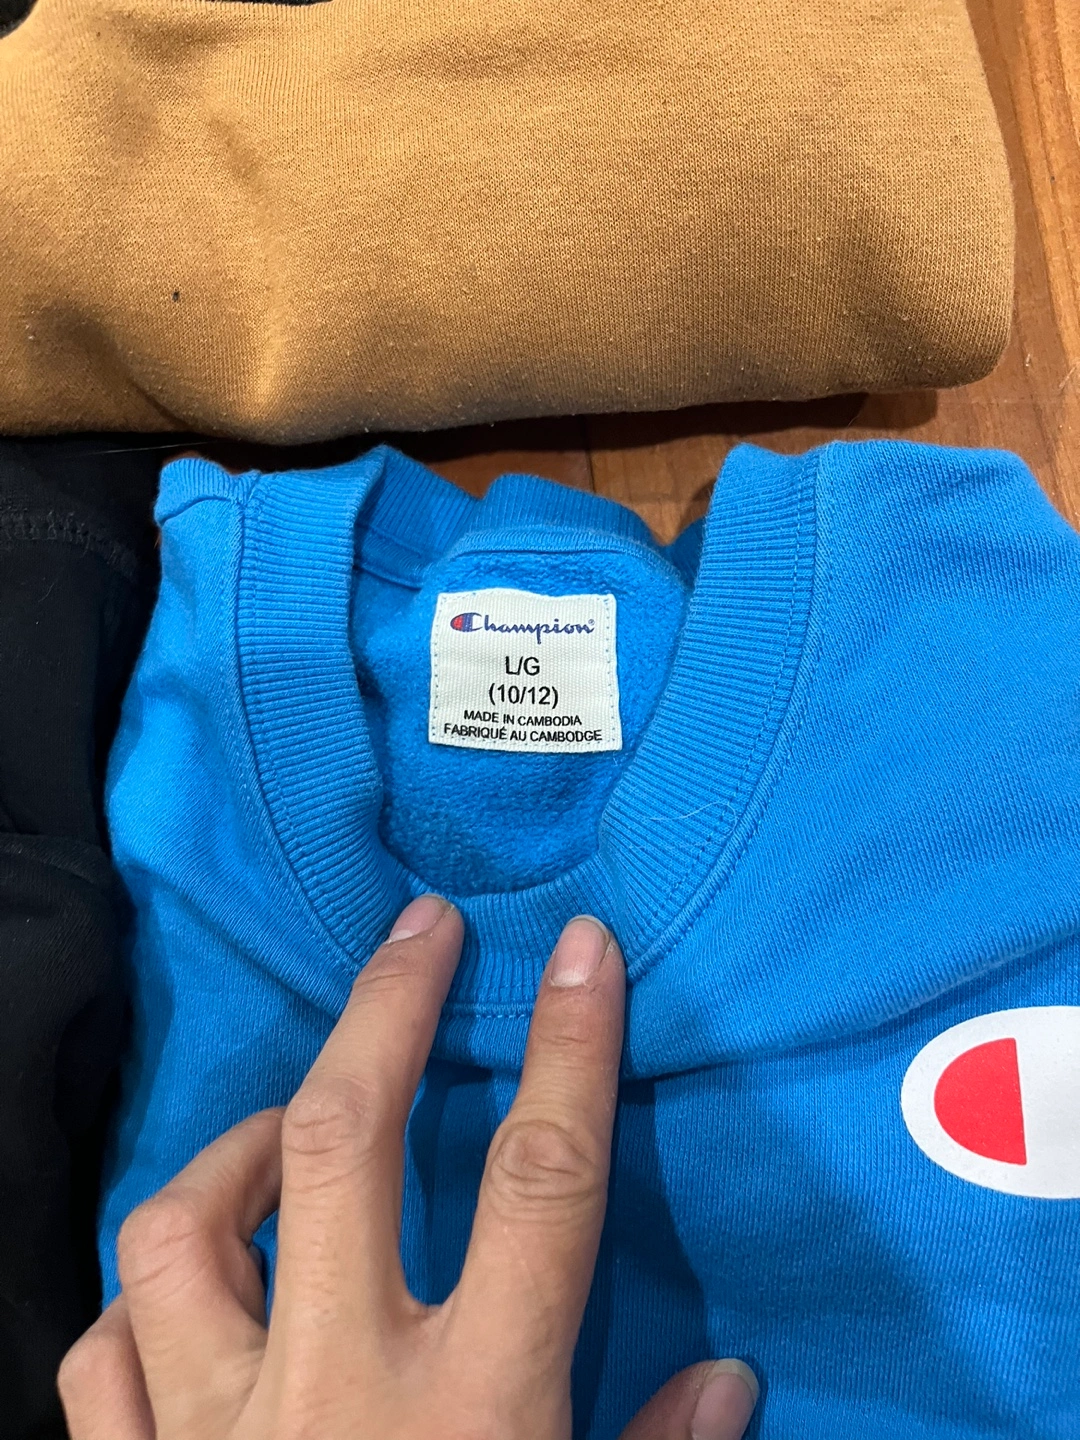 Champion®
L/G
(10/12)
MADE IN CAMBODIA
FABRIQUÉ AU CAMBODGE